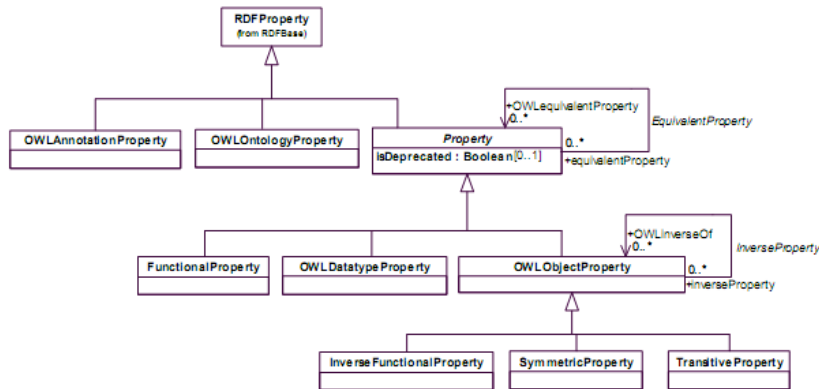 RDFProperty
(from RDFBase)
+OWLequivalentProperty
0..*
EquivalentProperty
OWLAnnotationProperty
OWLOntologyProperty
Property
0..*
isDeprecated : Boolean[0..1]
+equivalentProperty
+OWLInverseOf
0..*
InverseProperty
FunctionalProperty
OWLDatatypeProperty
OWLObjectProperty
0..*
+inverseProperty
InverseFunctionalProperty
SymmetricProperty
TransitiveProperty